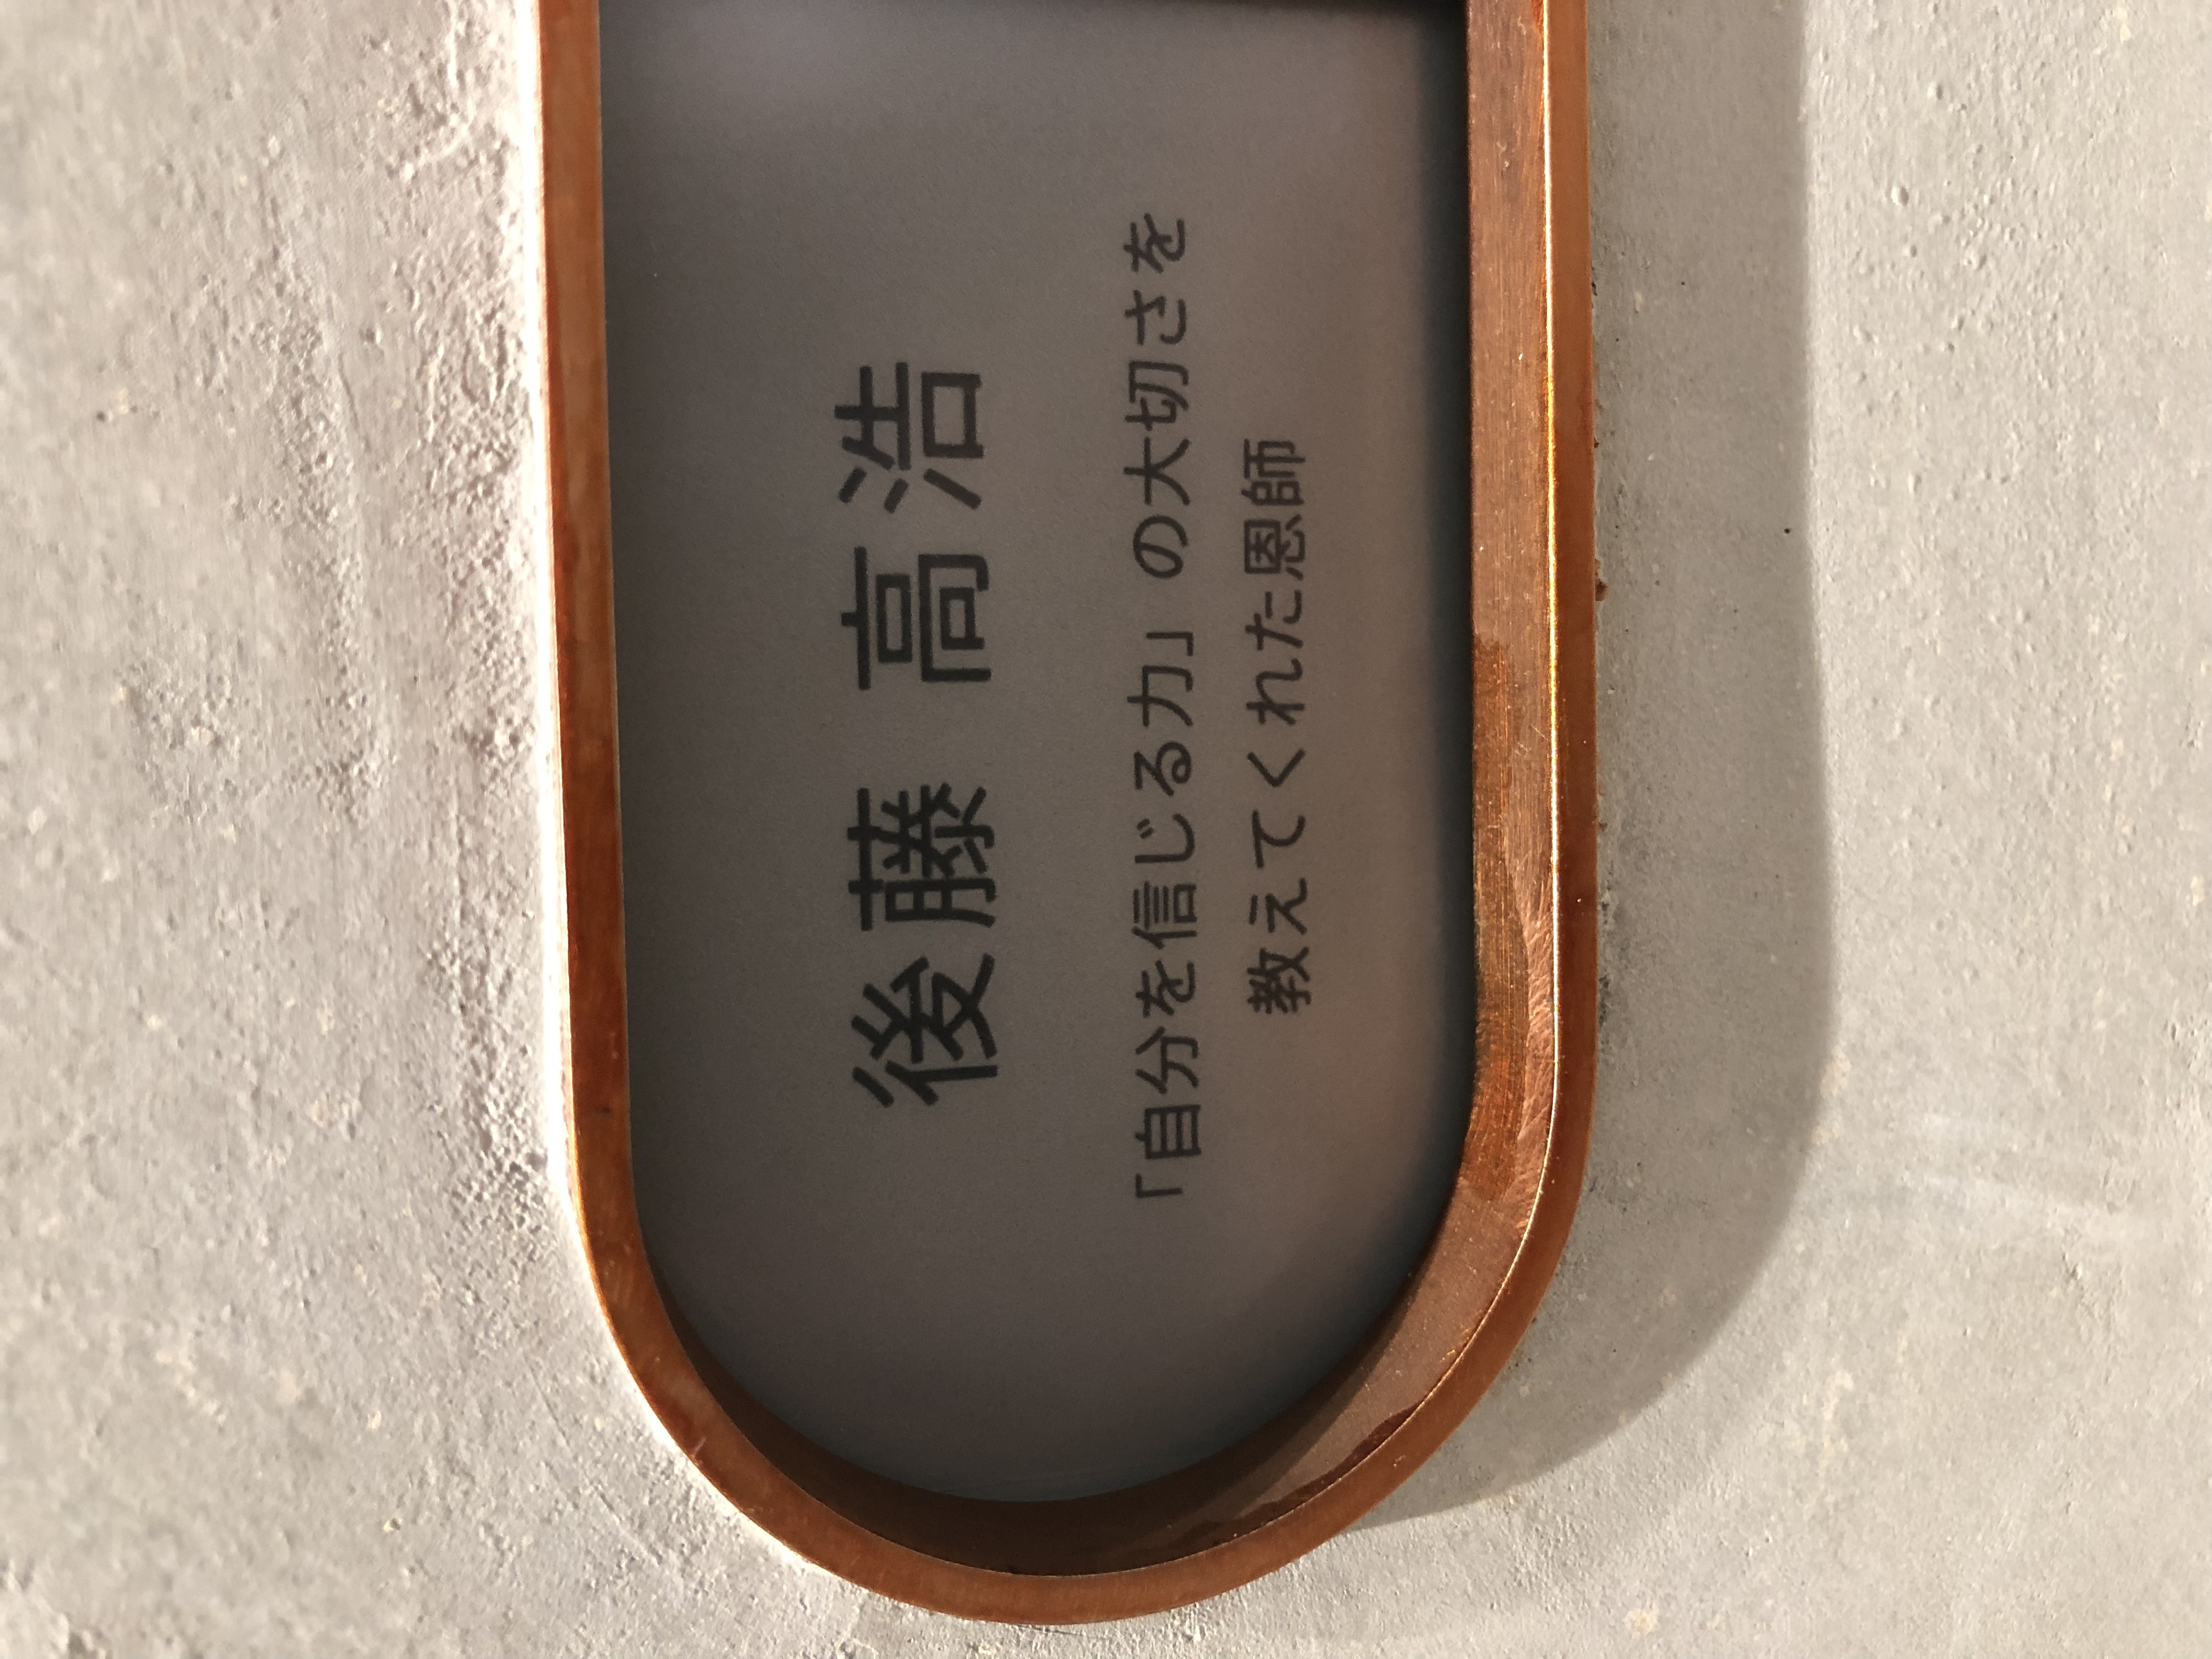 後藤 高浩
「自分を信じる力」の大切さを
教えてくれた恩師